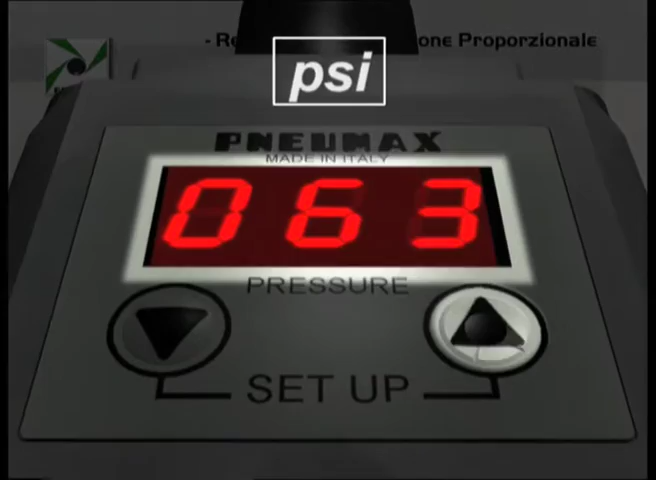 - Re one Proporzionale
psi
PNEUMAX
MADE IN ITALY
063
PRESSURE
SET UP